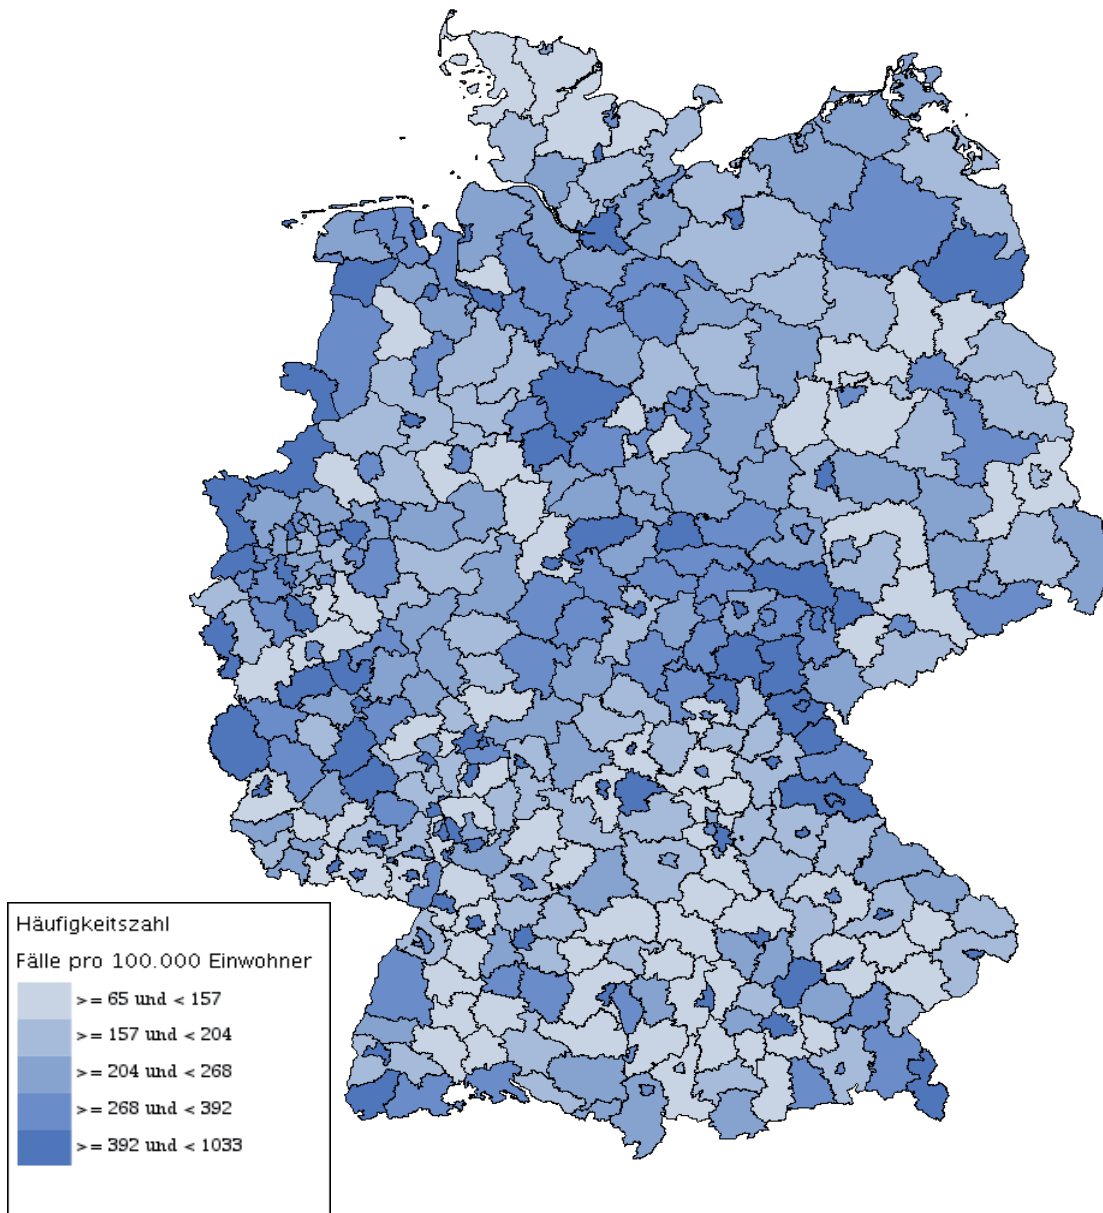 Häufigkeitszahl
Fälle pro 100.000 Einwohner
>= 65 und < 157
>= 157 und < 204
>= 204 und < 268
>= 268 und < 392
>= 392 und < 1033